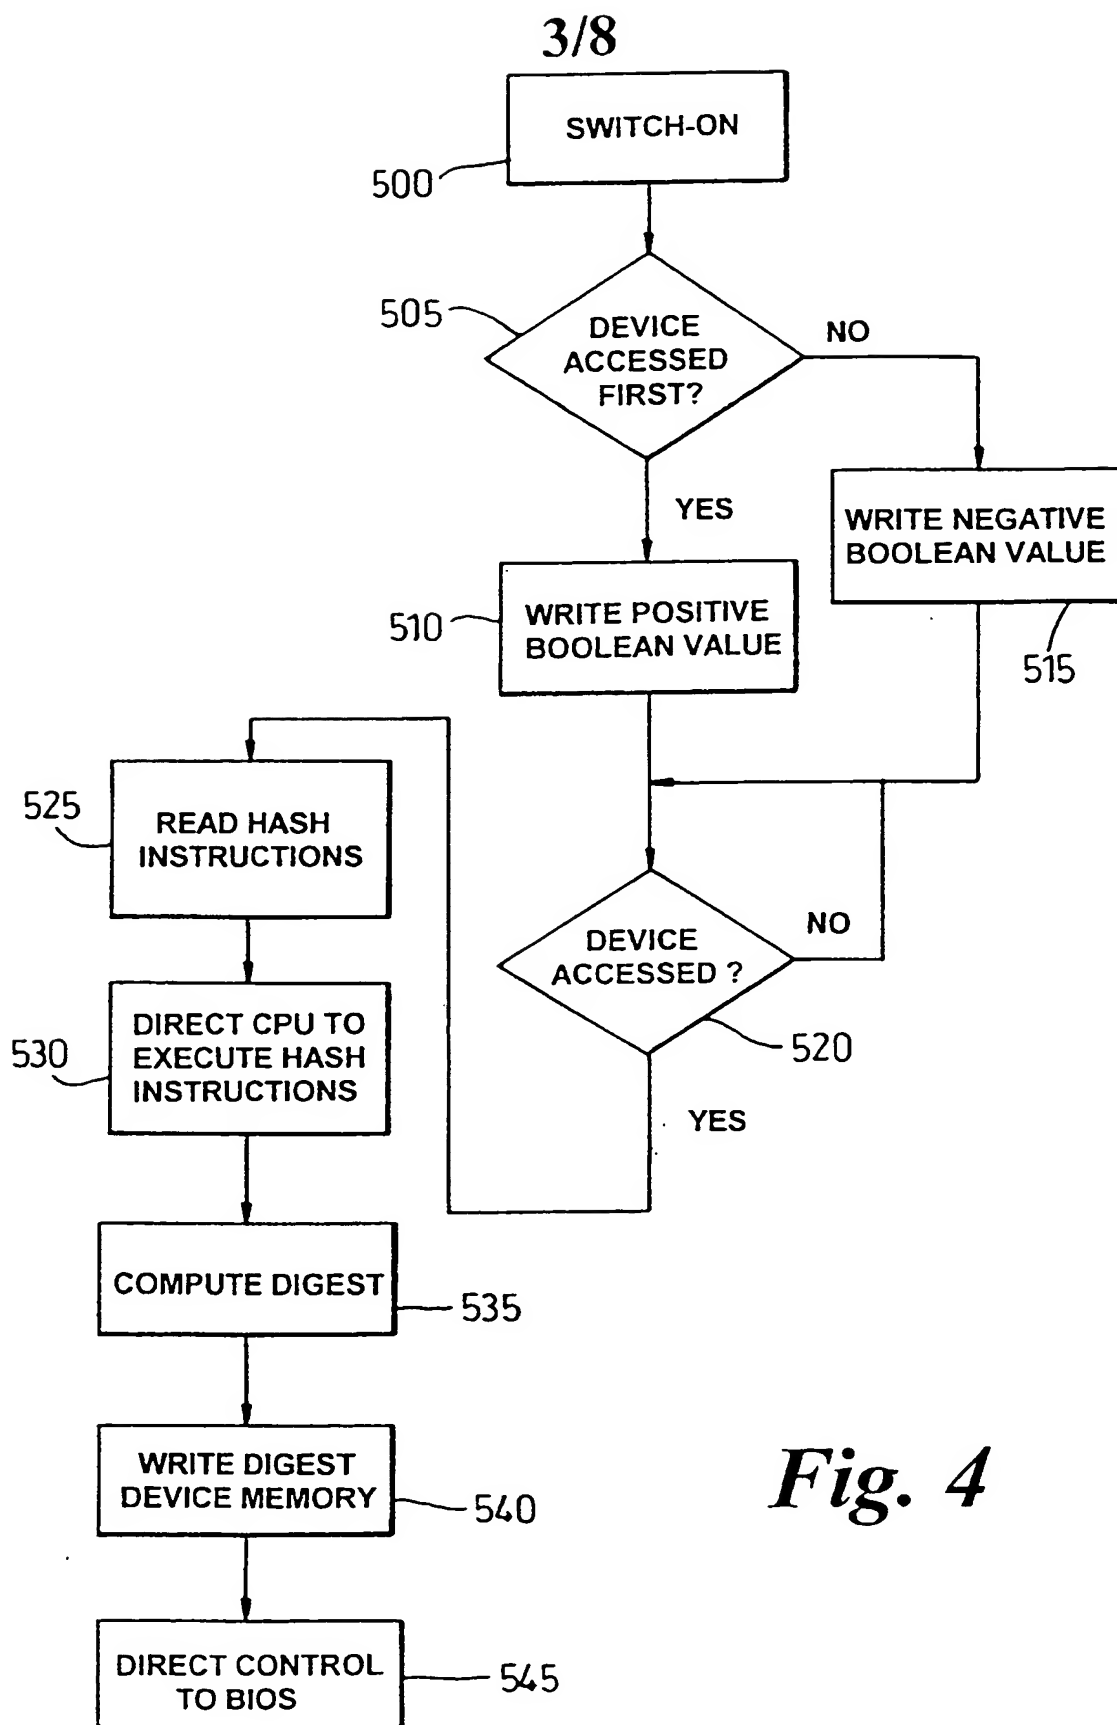 3/8
SWITCH-ON
500
505
DEVICE
ACCESSED
FIRST?
NO
YES
WRITE NEGATIVE
BOOLEAN VALUE
515
510
WRITE POSITIVE
BOOLEAN VALUE
525
READ HASH
INSTRUCTIONS
DEVICE
ACCESSED ?
NO
520
YES
530
DIRECT CPU TO
EXECUTE HASH
INSTRUCTIONS
COMPUTE DIGEST
535
WRITE DIGEST
DEVICE MEMORY
540
Fig. 4
DIRECT CONTROL
TO BIOS
545